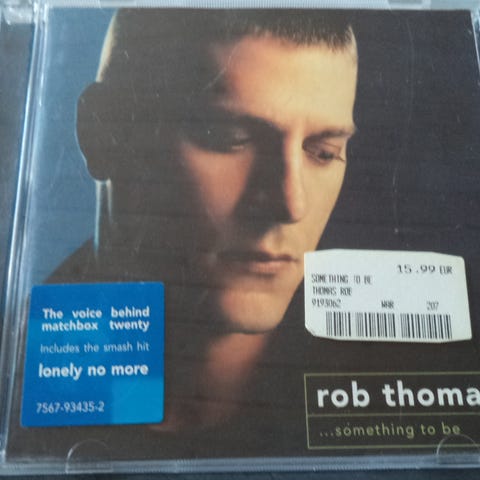 The voice behind
matchbox twenty
Includes the smash hit
lonely no more
7567-93435-2
15.99 EUR
SOMETHING TO BE
THOMAS ROB
9193062 WAR 207
rob thoma
...something to be